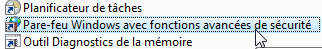 Planificateur de tâches
Pare-feu Windows avec fonctions avancées de sécurité
Outil Diagnostics de la mémoire